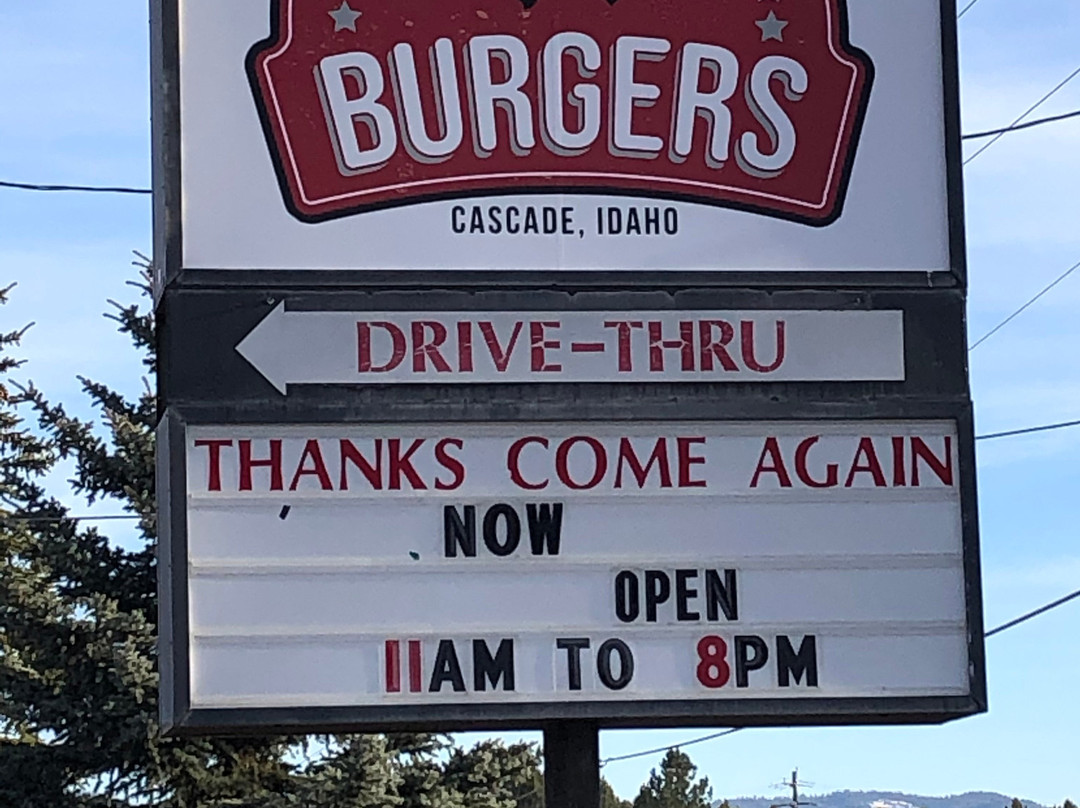 BURGERS
CASCADE, IDAHO
DRIVE-THRU
THANKS COME AGAIN
NOW
OPEN
11AM TO 8PM